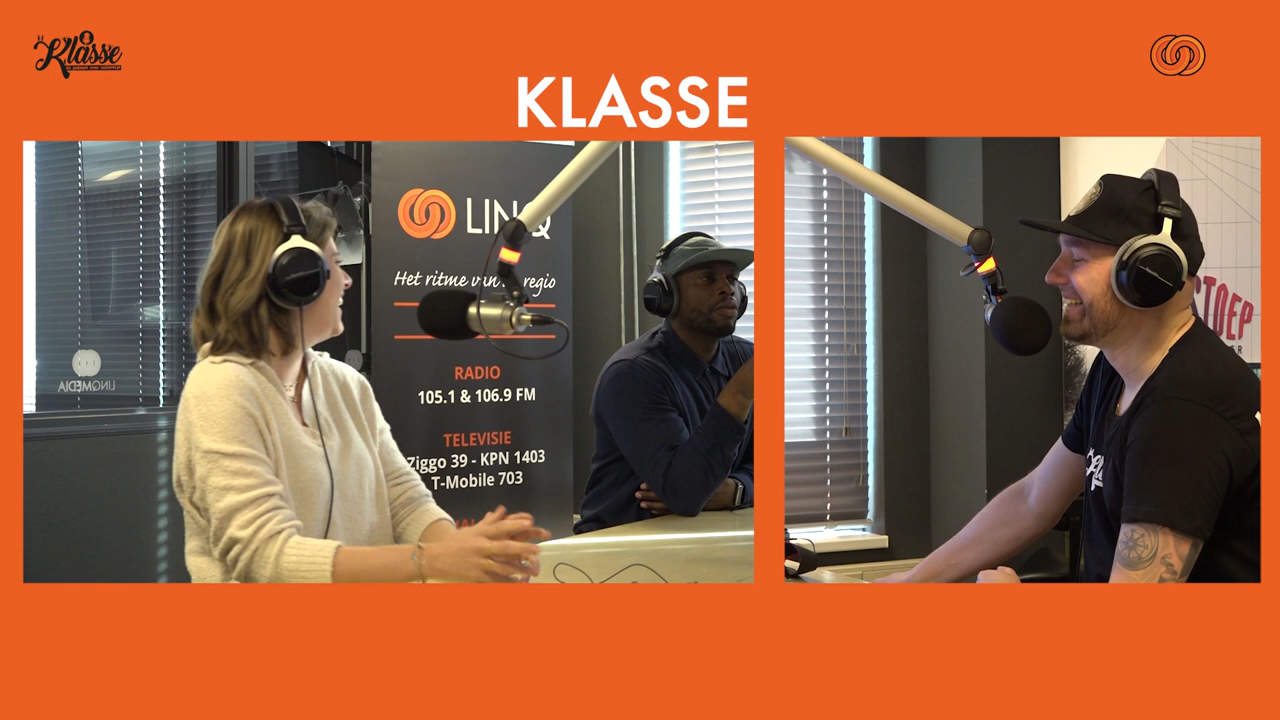 Klasse
KLASSE
LINQ
Het ritme van regio
RADIO
105.1 & 106.9 FM
TELEVISIE
Ziggo 39 - KPN 1403
T-Mobile 703
LINQMEDIA
STOEP